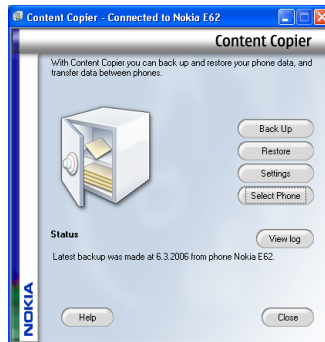 Content Copier - Connected to Nokia E62
Content Copier
With Content Copier you can back up and restore your phone data, and
transfer data between phones.
Back Up
Restore
Settings
Select Phone
Status
View log
Latest backup was made at 6.3.2006 from phone Nokia E62.
NOKIA
Help
Close